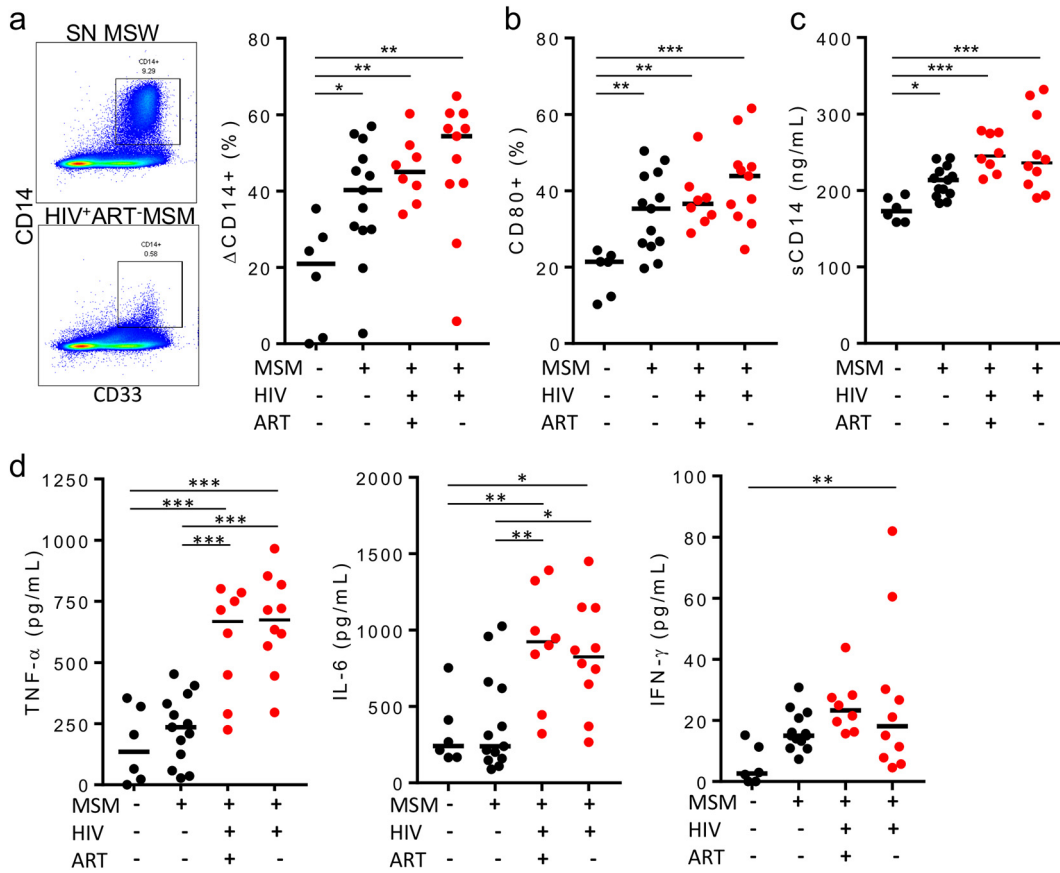 a
SN MSW
CD14+
9.29
HIV+ART-MSM
CD14+
0.58
CD14
CD33
ΔCD14+ (%)
80
60
40
20
0
*
**
**
MSM - + + +
HIV - - + +
ART - - + -
b
CD80+ (%)
80
60
40
20
0
**
**
***
MSM - + + +
HIV - - + +
ART - - + -
c
sCD14 (ng/mL)
400
300
200
100
0
*
***
***
MSM - + + +
HIV - - + +
ART - - + -
d
TNF-α (pg/mL)
1250
1000
750
500
250
0
***
***
***
***
MSM - + + +
HIV - - + +
ART - - + -
IL-6 (pg/mL)
2000
1500
1000
500
0
*
**
*
**
MSM - + + +
HIV - - + +
ART - - + -
IFN-γ (pg/mL)
100
80
60
40
20
0
**
MSM - + + +
HIV - - + +
ART - - + -